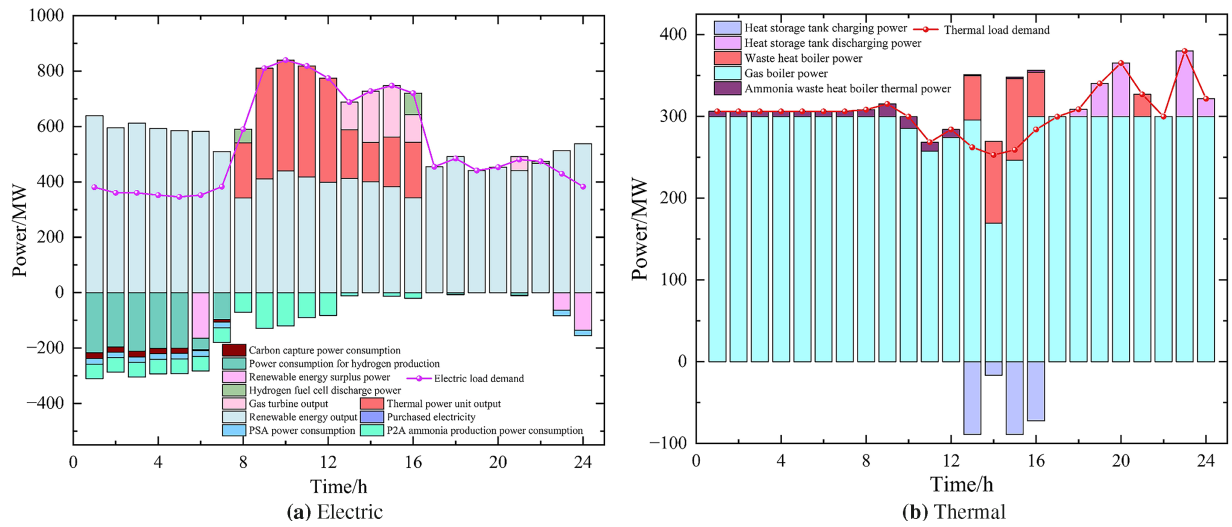 1000
800
600
400
200
0
−200
−400
Power/MW
Carbon capture power consumption
Power consumption for hydrogen production
Renewable energy surplus power
Electric load demand
Hydrogen fuel cell discharge power
Gas turbine output
Thermal power unit output
Renewable energy output
Purchased electricity
PSA power consumption
P2A ammonia production power consumption
0 4 8 12 16 20 24
Time/h
(a) Electric
400
300
200
100
0
−100
Power/MW
Heat storage tank charging power
Thermal load demand
Heat storage tank discharging power
Waste heat boiler power
Gas boiler power
Ammonia waste heat boiler thermal power
0 4 8 12 16 20 24
Time/h
(b) Thermal